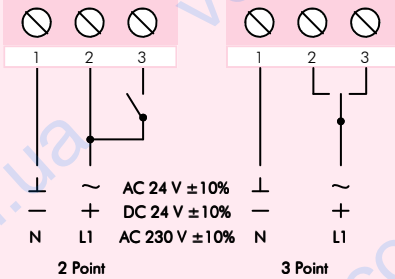 1 2 3 1 2 3
⊥ ~ AC 24 V ±10% ⊥ ~
− + DC 24 V ±10% − +
N L1 AC 230 V ±10% N L1
2 Point 3 Point
.ua